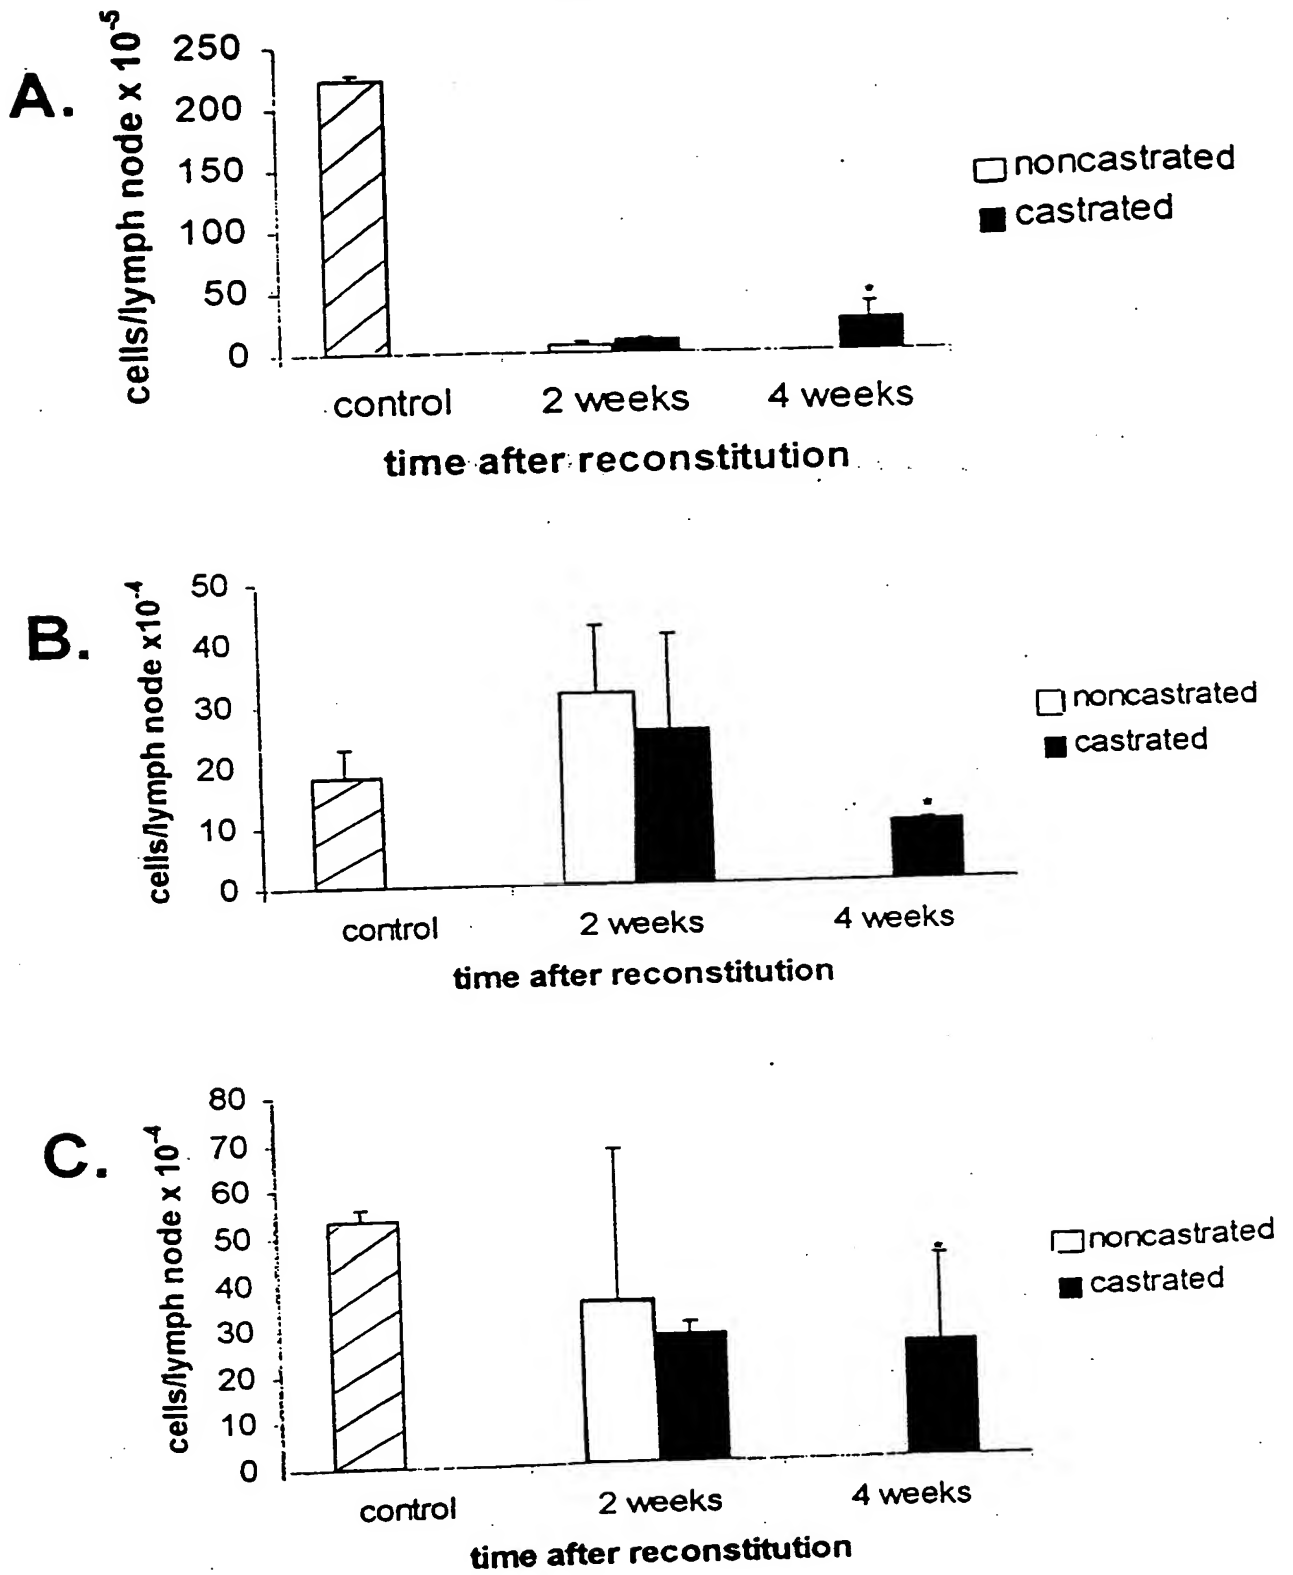 A.
cells/lymph node x 10-5
250
200
150
100
50
0
*
control
2 weeks
4 weeks
time after reconstitution
noncastrated
castrated
B.
cells/lymph node x10-4
50
40
30
20
10
0
*
control
2 weeks
4 weeks
time after reconstitution
noncastrated
castrated
C.
cells/lymph node x 10-4
80
70
60
50
40
30
20
10
0
*
control
2 weeks
4 weeks
time after reconstitution
noncastrated
castrated